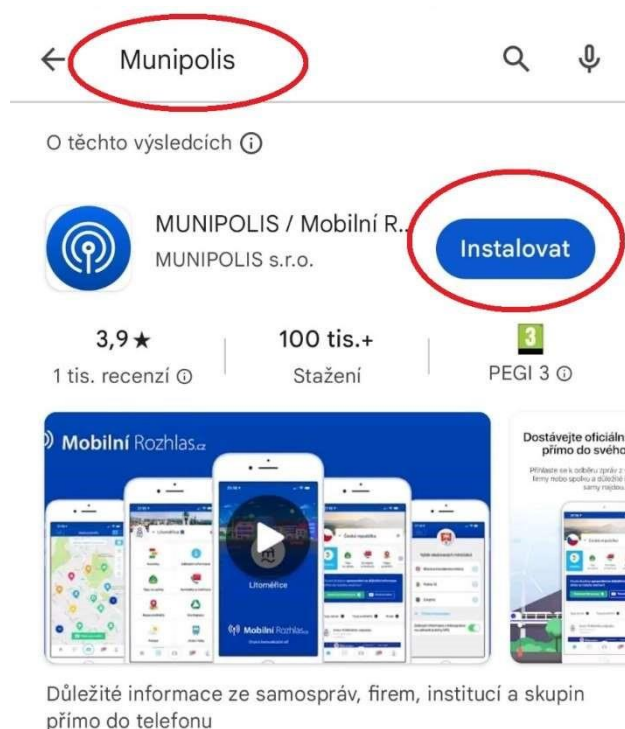 Munipolis
O těchto výsledcích
MUNIPOLIS / Mobilní R..
MUNIPOLIS s.r.o.
Instalovat
3,9★
1 tis. recenzí
100 tis.+
Stažení
3
PEGI 3
Mobilní Rozhlas.cz
Litoměřice
Mobilní Rozhlas.cz
Dostávejte oficiáln
přímo do svého
Důležité informace ze samospráv, firem, institucí a skupin
přímo do telefonu